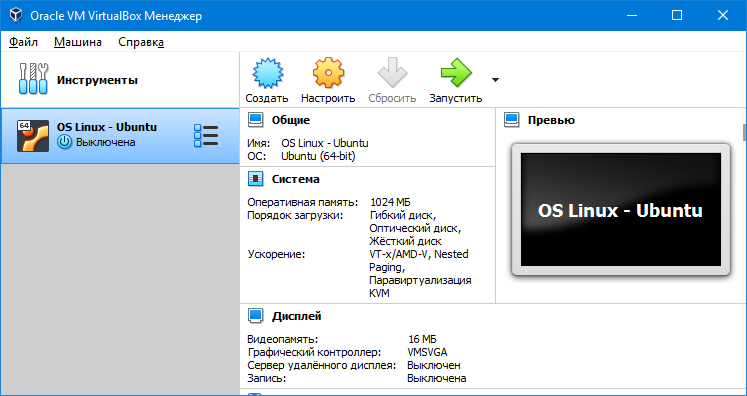 Oracle VM VirtualBox Менеджер
Файл Машина Справка
Инструменты
Создать Настроить Сбросить Запустить
64
OS Linux - Ubuntu
Выключена
Общие
Имя: OS Linux - Ubuntu
ОС: Ubuntu (64-bit)
Превью
OS Linux - Ubuntu
Система
Оперативная память: 1024 МБ
Порядок загрузки: Гибкий диск,
Оптический диск,
Жёсткий диск
Ускорение: VT-x/AMD-V, Nested
Paging,
Паравиртуализация
KVM
Дисплей
Видеопамять: 16 МБ
Графический контроллер: VMSVGA
Сервер удалённого дисплея: Выключен
Запись: Выключена